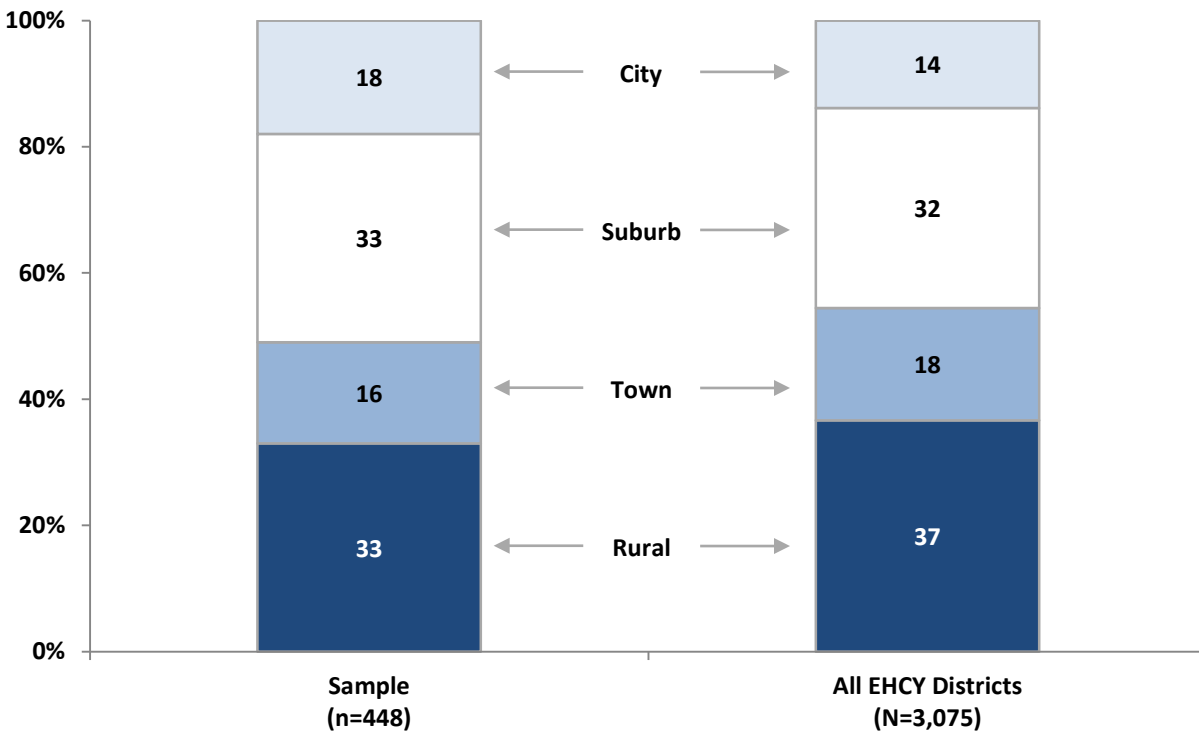 100%
80%
60%
40%
20%
0%
18
33
16
33
City
Suburb
Town
Rural
14
32
18
37
Sample
(n=448)
All EHCY Districts
(N=3,075)